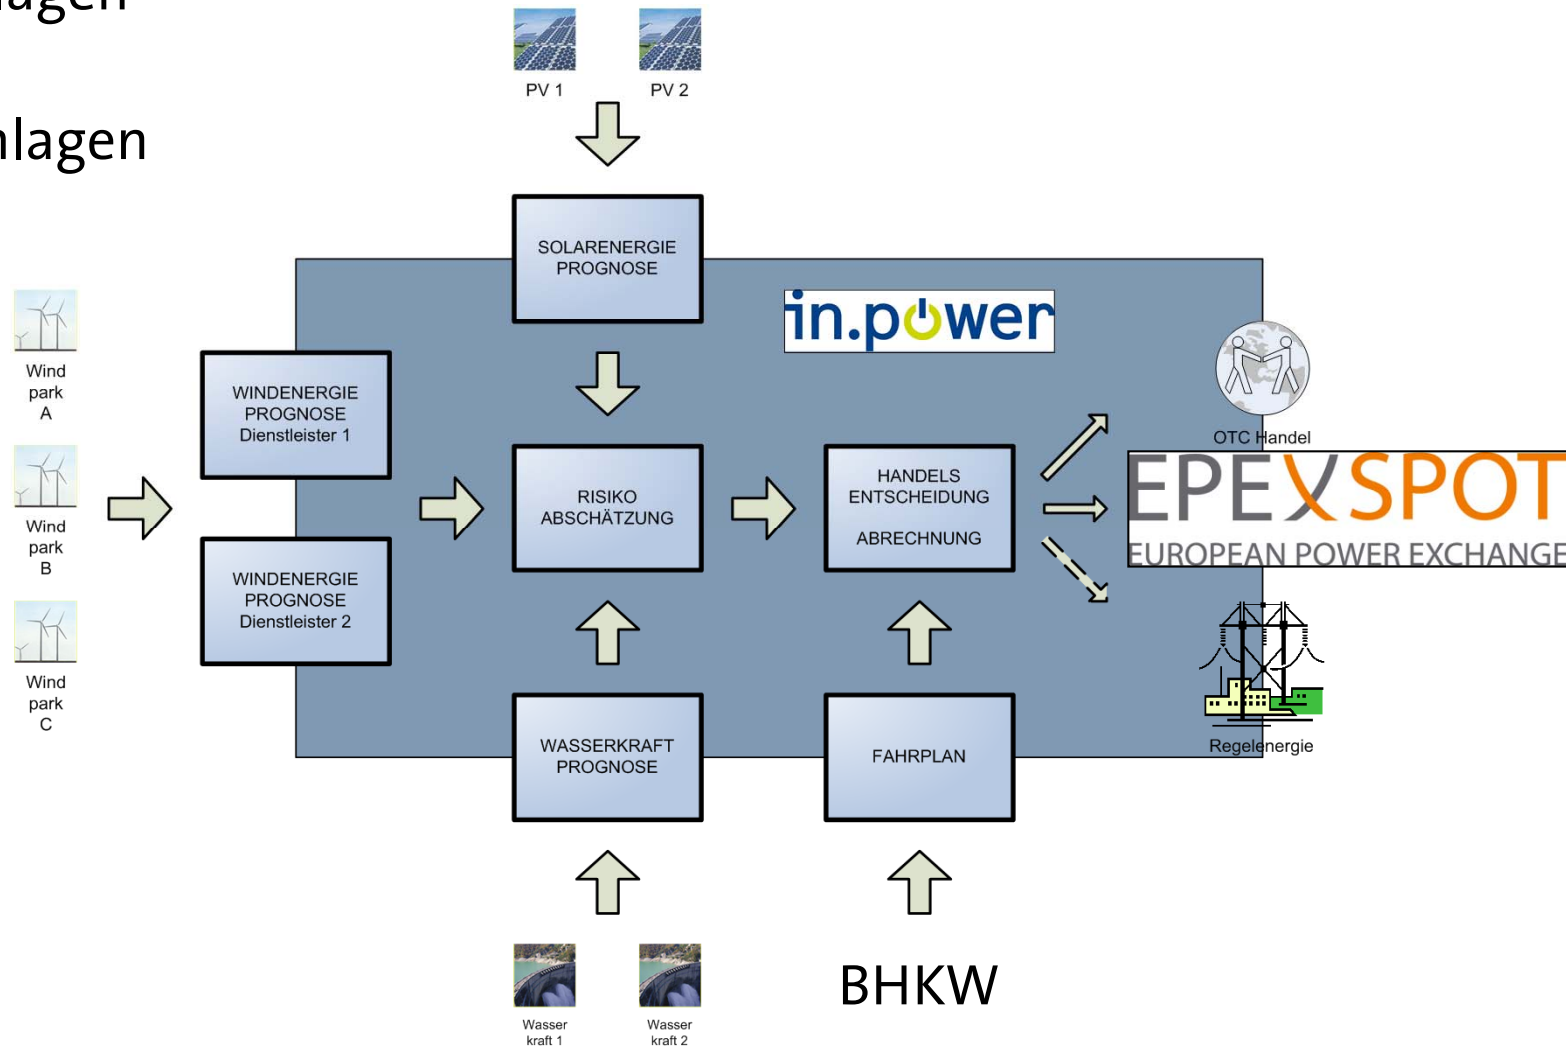 PV 1
PV 2
SOLARENERGIE
PROGNOSE
in.power
Wind
park
A
WINDENERGIE
PROGNOSE
Dienstleister 1
OTC Handel
Wind
park
B
RISIKO
ABSCHÄTZUNG
HANDELS
ENTSCHEIDUNG
ABRECHNUNG
EPEXSPOT
EUROPEAN POWER EXCHANGE
WINDENERGIE
PROGNOSE
Dienstleister 2
Wind
park
C
WASSERKRAFT
PROGNOSE
FAHRPLAN
Regelenergie
BHKW
Wasser
kraft 1
Wasser
kraft 2